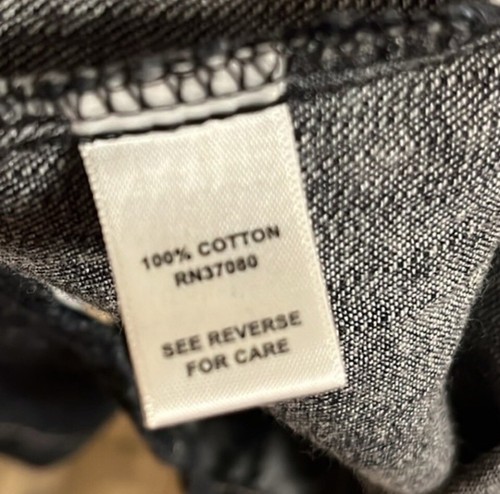 100% COTTON
RN37080
SEE REVERSE
FOR CARE